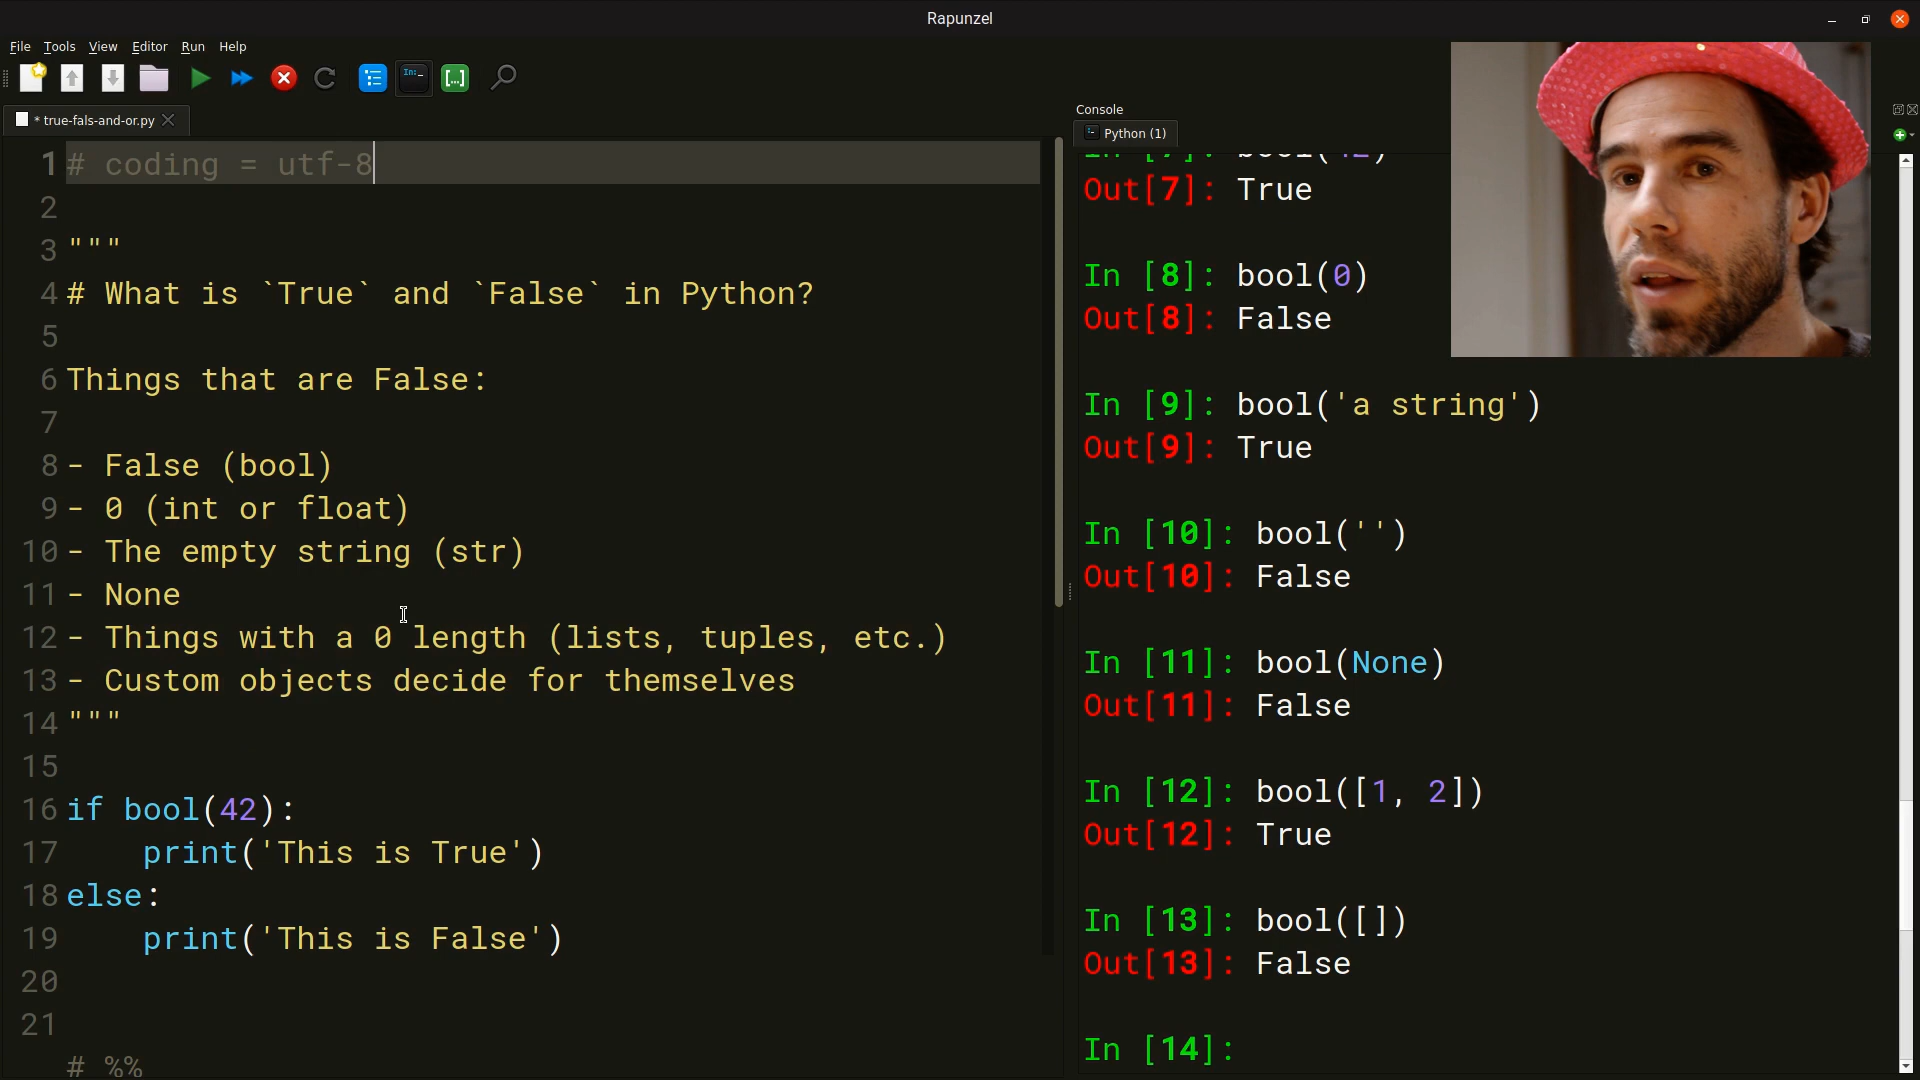 Rapunzel
File Tools View Editor Run Help
* true-fals-and-or.py
1 # coding = utf-8
2
3 """
4 # What is `True` and `False` in Python?
5
6 Things that are False:
7
8 - False (bool)
9 - 0 (int or float)
10 - The empty string (str)
11 - None
12 - Things with a 0 length (lists, tuples, etc.)
13 - Custom objects decide for themselves
14 """
15
16 if bool(42):
17 print('This is True')
18 else:
19 print('This is False')
20
21
# %%
Console
Python (1)
In [7]: bool(42)
Out[7]: True
In [8]: bool(0)
Out[8]: False
In [9]: bool('a string')
Out[9]: True
In [10]: bool('')
Out[10]: False
In [11]: bool(None)
Out[11]: False
In [12]: bool([1, 2])
Out[12]: True
In [13]: bool([])
Out[13]: False
In [14]: